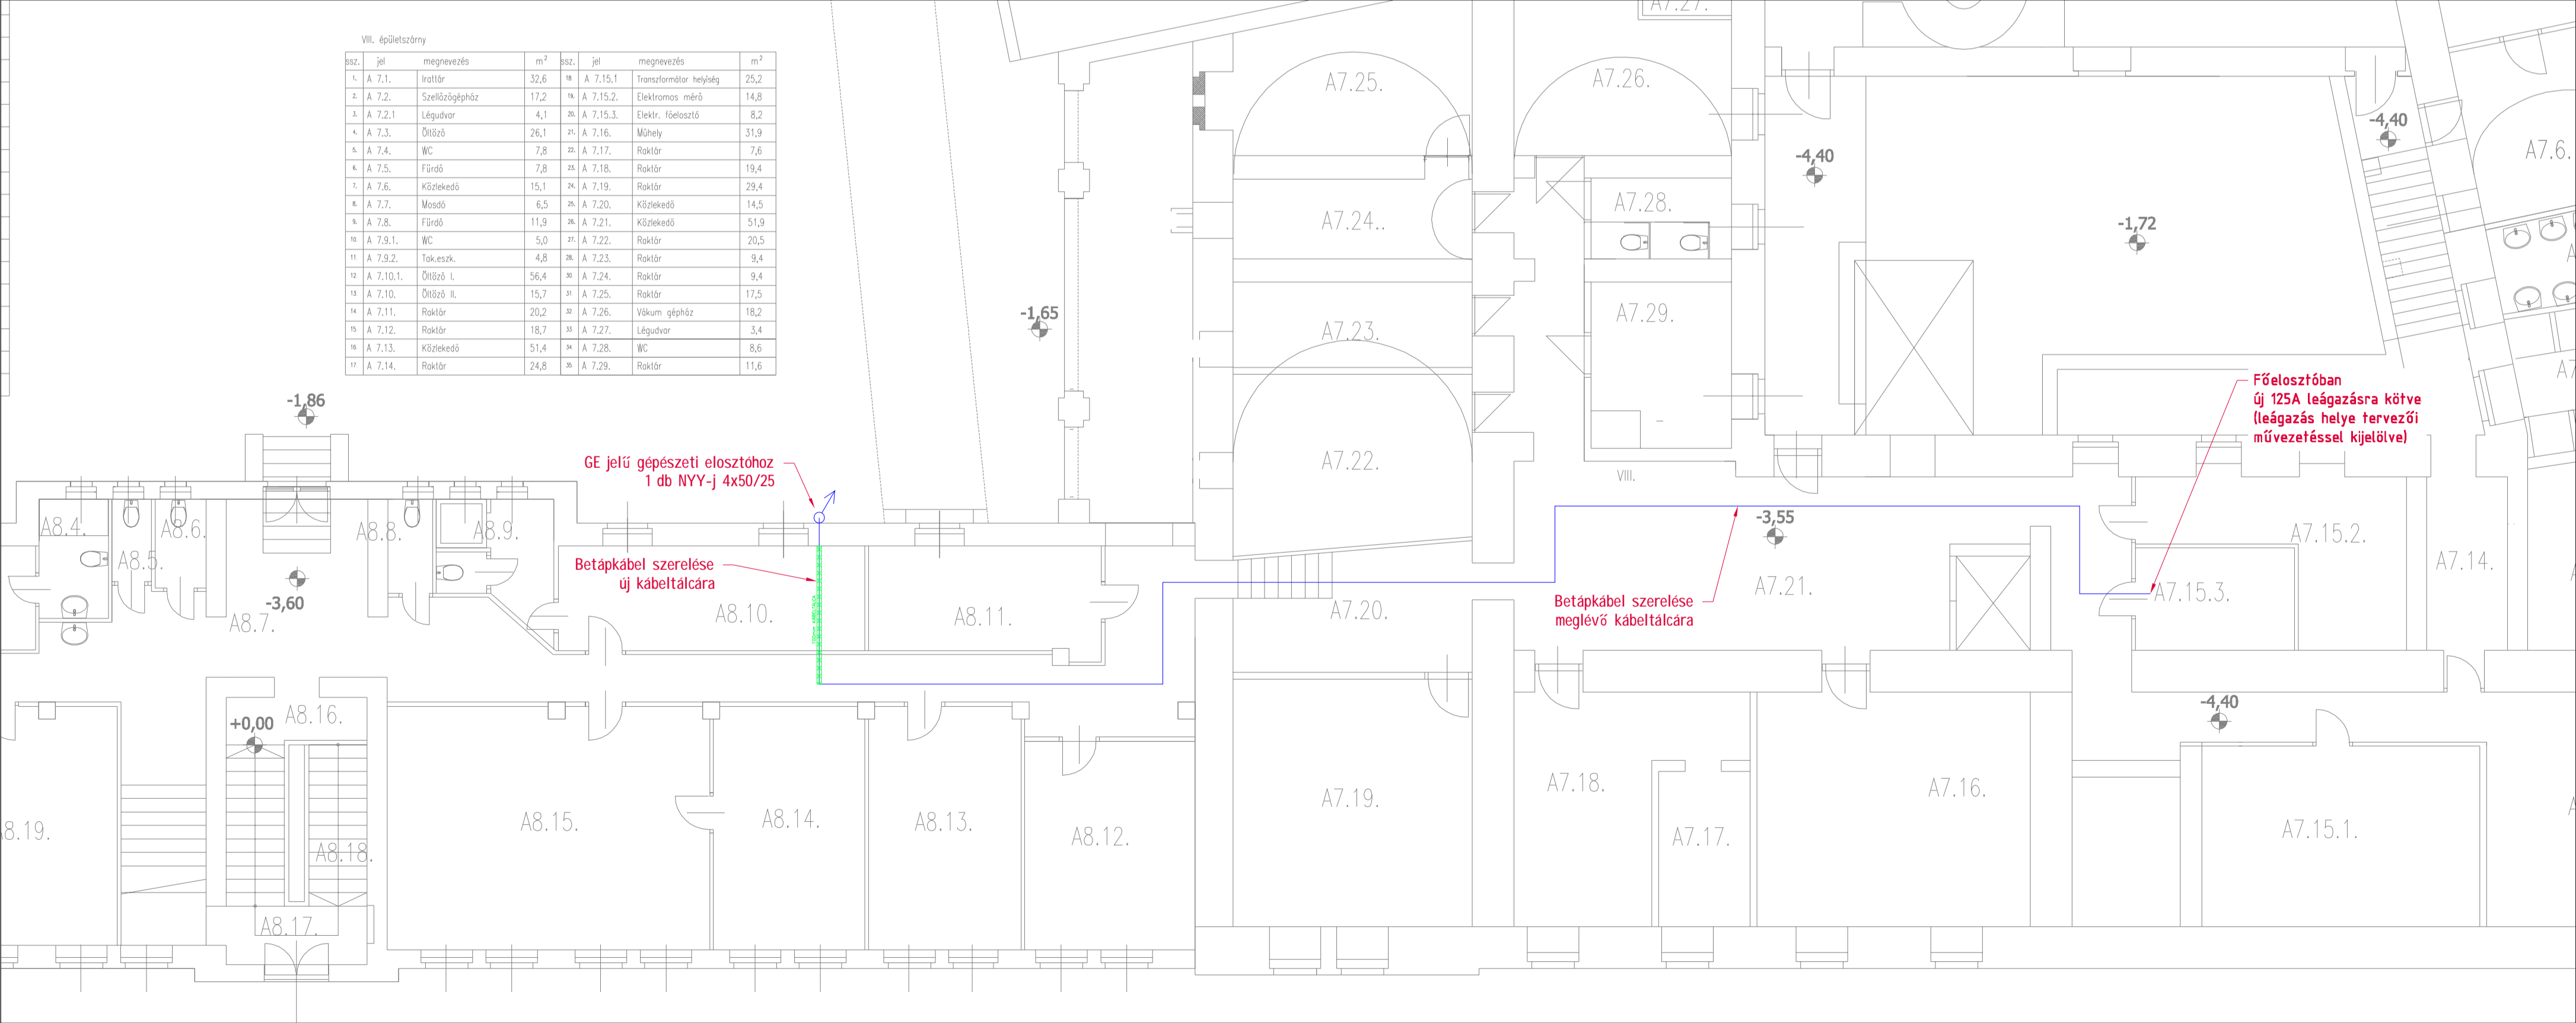 VIII. épületszárny
ssz. jel megnevezés m² ssz. jel megnevezés m²
1. A 7.1. Irattár 32,6 18 A 7.15.1 Transzformátor helyiség 25,2
2. A 7.2. Szellőzőgépház 17,2 19. A 7.15.2. Elektromos mérő 14,8
3. A 7.2.1 Légudvar 4,1 20. A 7.15.3. Elektr. főelosztó 8,2
4. A 7.3. Öltöző 26,1 21. A 7.16. Műhely 31,9
5. A 7.4. WC 7,8 22. A 7.17. Raktár 7,6
6. A 7.5. Fürdő 7,8 23. A 7.18. Raktár 19,4
7. A 7.6. Közlekedő 15,1 24. A 7.19. Raktár 29,4
8. A 7.7. Mosdó 6,5 25. A 7.20. Közlekedő 14,5
9. A 7.8. Fürdő 11,9 26. A 7.21. Közlekedő 51,9
10. A 7.9.1. WC 5,0 27. A 7.22. Raktár 20,5
11 A 7.9.2. Tak.eszk. 4,8 28. A 7.23. Raktár 9,4
12 A 7.10.1. Öltöző I. 56,4 30 A 7.24. Raktár 9,4
13 A 7.10. Öltöző II. 15,7 31. A 7.25. Raktár 17,5
14 A 7.11. Raktár 20,2 32 A 7.26. Vákum gépház 18,2
15 A 7.12. Raktár 18,7 33 A 7.27. Légudvar 3,4
16 A 7.13. Közlekedő 51,4 34 A 7.28. WC 8,6
17 A 7.14. Raktár 24,8 35 A 7.29. Raktár 11,6
A7.27.
A7.25.
A7.26.
-4,40
-4,40
A7.6.
A7.28.
A7.24..
-1,72
-1,65
A7.29.
A7.23.
-1,86
Főelosztóban
új 125A leágazásra kötve
(leágazás helye tervezői
művezetéssel kijelölve)
GE jelű gépészeti elosztóhoz
1 db NYY-j 4x50/25
A7.22.
VIII.
-3,55
A8.4.
A8.5.
A8.6.
A8.8.
A8.9.
A7.15.2.
A7.14.
Betápkábel szerelése
új kábeltálcára
-3,60
A8.7.
A8.10.
A8.11.
A7.20.
Betápkábel szerelése
meglévő kábeltálcára
A7.21.
A7.15.3.
+0,00
A8.16.
-4,40
A7.18.
A7.16.
A7.19.
A8.19.
A8.18.
A8.15.
A8.14.
A8.13.
A8.12.
A7.17.
A7.15.1.
A8.17.